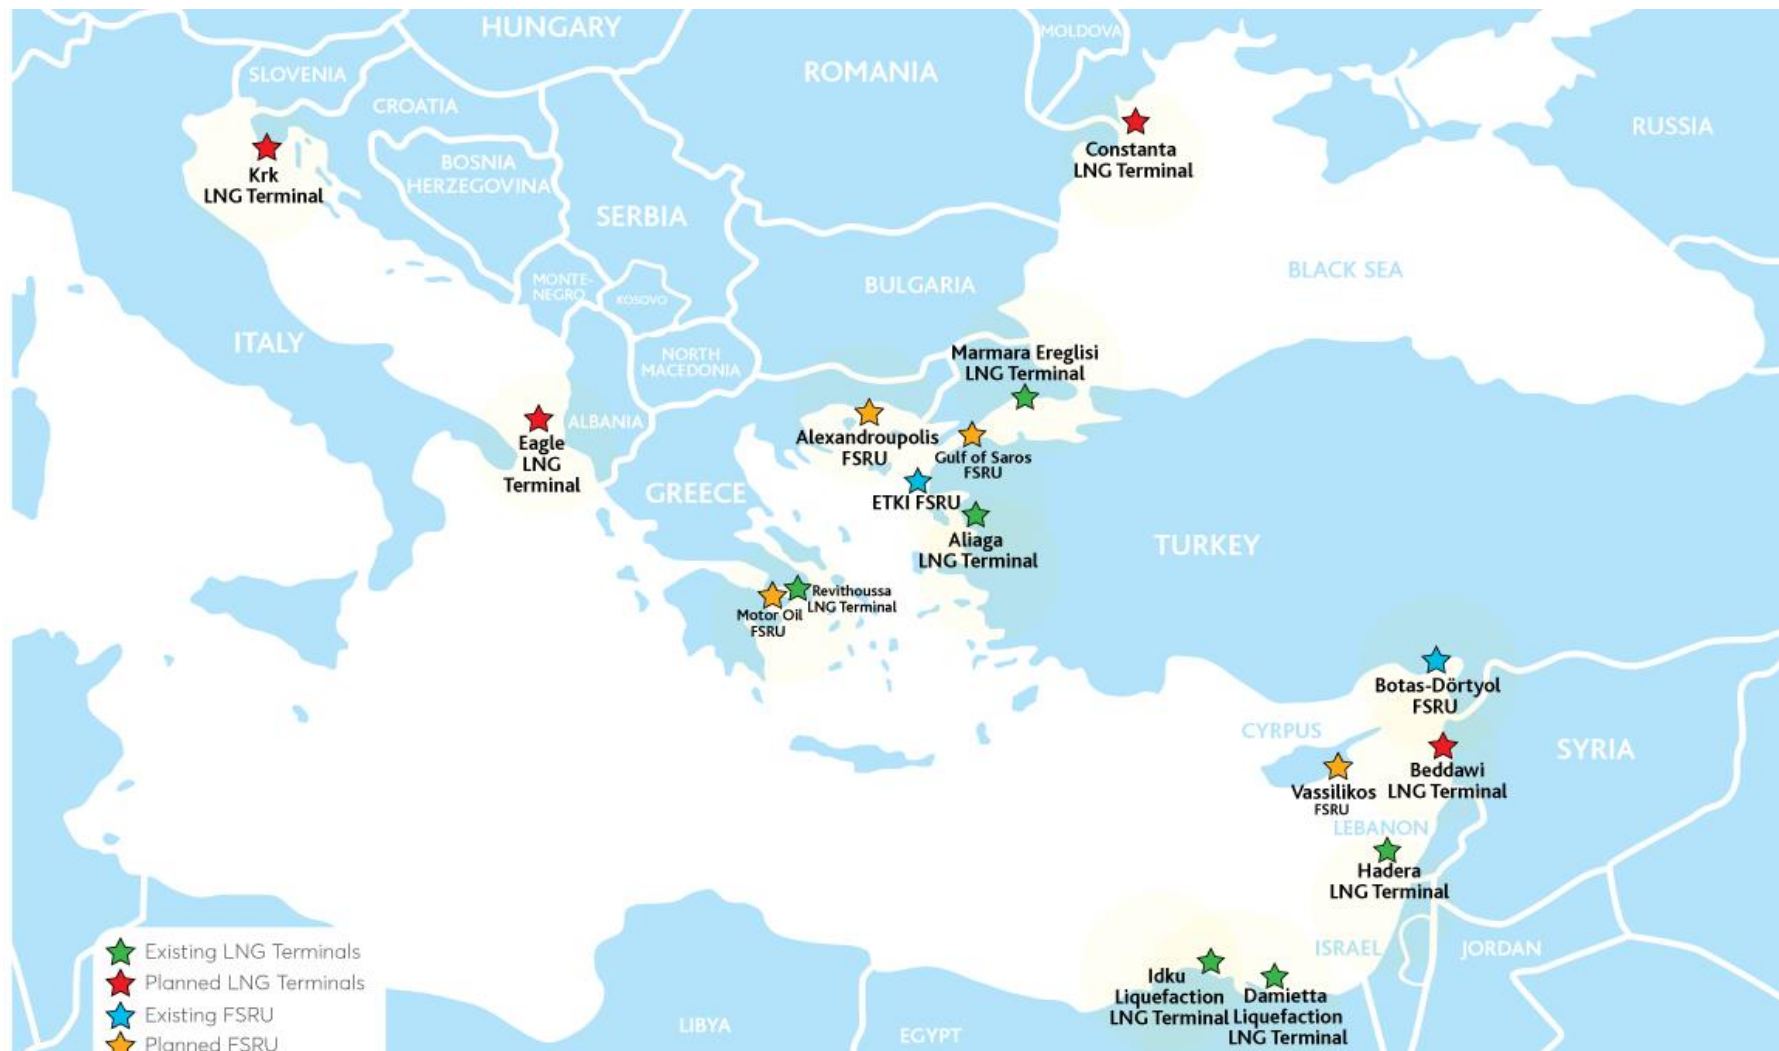 HUNGARY
MOLDOVA
SLOVENIA
ROMANIA
CROATIA
RUSSIA
Krk
LNG Terminal
BOSNIA
HERZEGOVINA
Constanta
LNG Terminal
SERBIA
BLACK SEA
MONTE-
NEGRO
KOSOVO
BULGARIA
ITALY
NORTH
MACEDONIA
Marmara Ereglisi
LNG Terminal
ALBANIA
Eagle
LNG
Terminal
Alexandroupolis
FSRU
Gulf of Saros
FSRU
GREECE
ETKI FSRU
Aliaga
LNG Terminal
TURKEY
Revithoussa
LNG Terminal
Motor Oil
FSRU
Botas-Dörtyol
FSRU
CYRPUS
SYRIA
Vassilikos
FSRU
Beddawi
LNG Terminal
LEBANON
Hadera
LNG Terminal
ISRAEL
JORDAN
Idku
Liquefaction
LNG Terminal
Damietta
Liquefaction
LNG Terminal
LIBYA
EGYPT
Existing LNG Terminals
Planned LNG Terminals
Existing FSRU
Planned FSRU